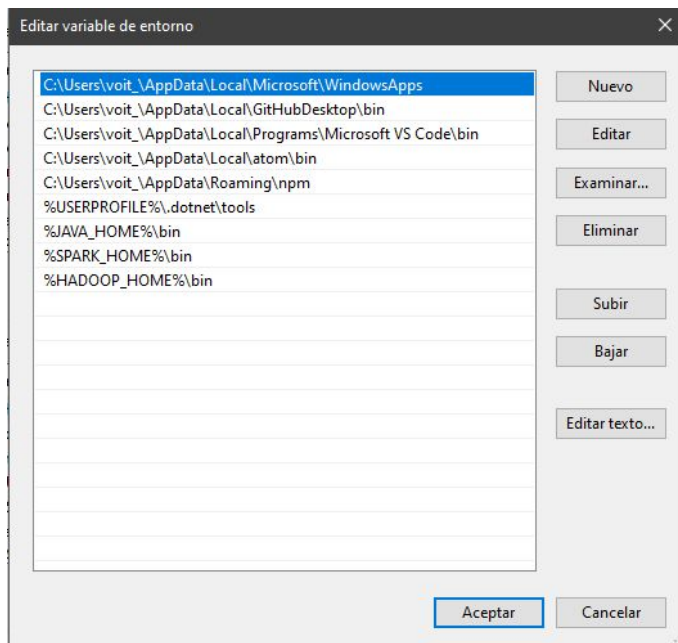 Editar variable de entorno
C:\Users\voit_\AppData\Local\Microsoft\WindowsApps
C:\Users\voit_\AppData\Local\GitHubDesktop\bin
C:\Users\voit_\AppData\Local\Programs\Microsoft VS Code\bin
C:\Users\voit_\AppData\Local\atom\bin
C:\Users\voit_\AppData\Roaming\npm
%USERPROFILE%\.dotnet\tools
%JAVA_HOME%\bin
%SPARK_HOME%\bin
%HADOOP_HOME%\bin
Nuevo
Editar
Examinar...
Eliminar
Subir
Bajar
Editar texto...
Aceptar
Cancelar